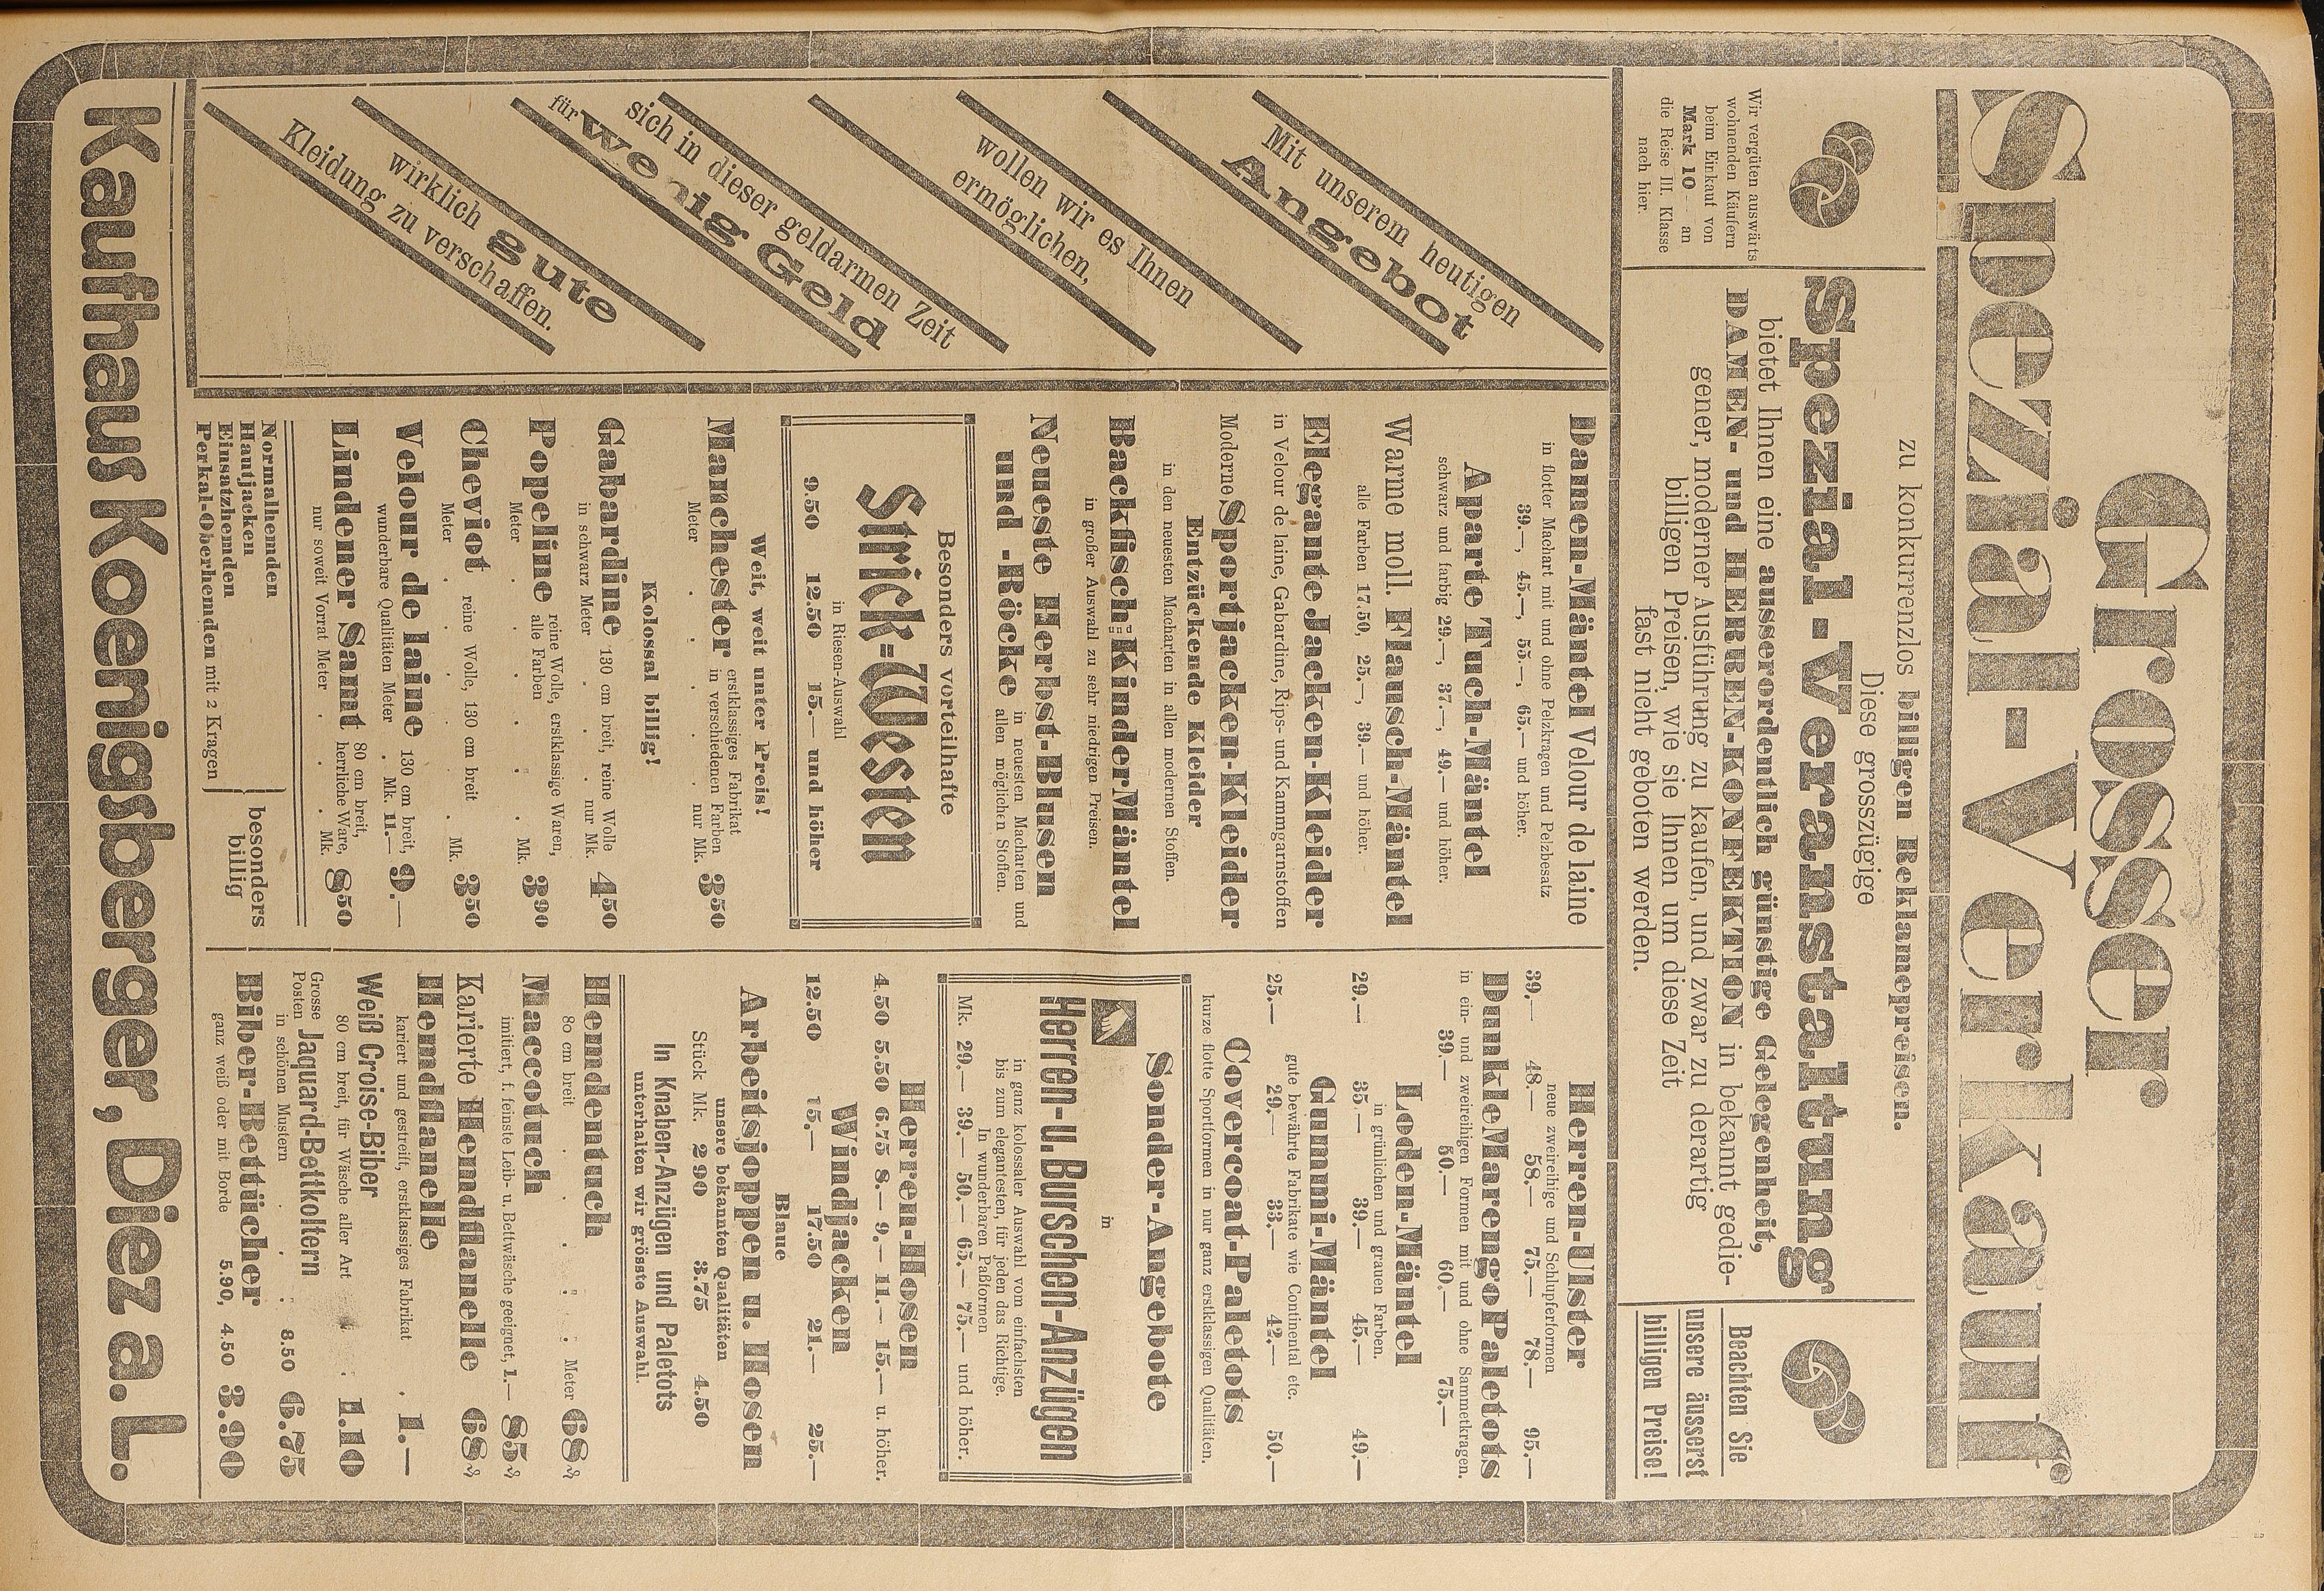 Grosser
Spezial-Verkauf
zu konkurrenzlos billigen Reklamepreisen.
Wir vergüten auswärts
wohnenden Käufern
beim Einkauf von
Mark 10 — an
die Reise III. Klasse
nach hier.
Diese grosszügige
Spezial-Veranstaltung
bietet Ihnen eine ausserordentlich günstige Gelegenheit,
DAMEN- und HERREN-KONFEKTION in bekannt gedie-
gener, moderner Ausführung zu kaufen, und zwar zu derartig
billigen Preisen, wie sie Ihnen um diese Zeit
fast nicht geboten werden.
Beachten Sie
unsere äusserst
billigen Preise!
Mit unserem heutigen
Angebot
wollen wir es Ihnen
ermöglichen,
sich in dieser geldarmen Zeit
für wenig Geld
wirklich gute
Kleidung zu verschaffen.
Damen-Mäntel Velour de laine
in flotter Machart mit und ohne Pelzkragen und Pelzbesatz
39.—, 45.—, 55.—, 65.— und höher.
Aparte Tuch-Mäntel
schwarz und farbig 29.—, 37.—, 49.— und höher.
Warme moll. Flausch-Mäntel
alle Farben 17.50, 25.—, 39.— und höher.
Elegante Jacken-Kleider
in Velour de laine, Gabardine, Rips- und Kammgarnstoffen
Moderne Sportjacken-Kleider
Entzückende Kleider
in den neuesten Macharten in allen modernen Stoffen.
Backfisch- Kinder Mäntel
in großer Auswahl zu sehr niedrigen Preisen.
Neueste Herbst-Blusen
und -Röcke in neuesten Macharten und
allen möglichen Stoffen.
Besonders vorteilhafte
Strick-Westen
in Riesen-Auswahl
9.50 12.50 15.— und höher
Weit, weit unter Preis!
Manchester erstklassiges Fabrikat
in verschiedenen Farben
Meter . . . . . nur Mk. 3.50
Kolossal billig!
Gabardine 130 cm breit, reine Wolle
in schwarz Meter . . . nur Mk. 4.50
Popeline reine Wolle, erstklassige Waren,
alle Farben
Meter . . . . . Mk. 3.90
Cheviot reine Wolle, 130 cm breit
Meter . . . . . Mk. 3.50
Velour de laine 130 cm breit,
wunderbare Qualitäten Meter . Mk. 11.— 9.—
Lindener Samt 80 cm breit,
herrliche Ware,
nur soweit Vorrat Meter . . . Mk. 8.50
Normalhemden
Hautjacken
Einsatzhemden
Perkal-Oberhemden mit 2 Kragen
besonders
billig
Herren-Ulster
neue zweireihige und Schlupferformen
39.— 48.— 58.— 75.— 78.— 95.—
Dunkle Marengo Paletots
in ein- und zweireihigen Formen mit und ohne Sammetkragen.
39.— 50.— 60.— 75.—
Loden-Mäntel
in grünlichen und grauen Farben.
29.— 35.— 39.— 45.— 49.—
Gummi-Mäntel
gute bewährte Fabrikate wie Continental etc.
25.— 29.— 33.— 42.— 50.—
Covercoat-Paletots
kurze flotte Sportformen in nur ganz erstklassigen Qualitäten.
Sonder-Angebote
in
Herren- u. Burschen-Anzügen
in ganz kolossaler Auswahl vom einfachsten
bis zum elegantesten, für jeden das Richtige.
In wunderbaren Paßformen
Mk. 29.— 39.— 50.— 65.— 75.— und höher.
Herren-Hosen
4.50 5.50 6.75 8.— 9.— 11.— 15.— u. höher.
Windjacken
12.50 15.— 17.50 21.— 25.—
Blaue
Arbeitsjoppen u. Hosen
unsere bekannten Qualitäten
Stück Mk. 2.90 3.75 4.50
In Knaben-Anzügen und Paletots
unterhalten wir grösste Auswahl.
Hemdentuch
80 cm breit . . . . Meter 68 ₰
Maccotuch
imitiert, f. feinste Leib- u. Bettwäsche geeignet, 1.— 85 ₰
Karierte Hemdflanelle 68 ₰
Hemdflanelle
kariert und gestreift, erstklassiges Fabrikat . 1.—
Weiß Croise-Biber
80 cm breit, für Wäsche aller Art . . 1.10
Grosse
Posten Jaquard-Bettkoltern
in schönen Mustern . . . 8.50 6.75
Biber-Bettücher
ganz weiß oder mit Borde 5.90, 4.50 3.90
Kaufhaus Koenigsberger, Diez a. L.